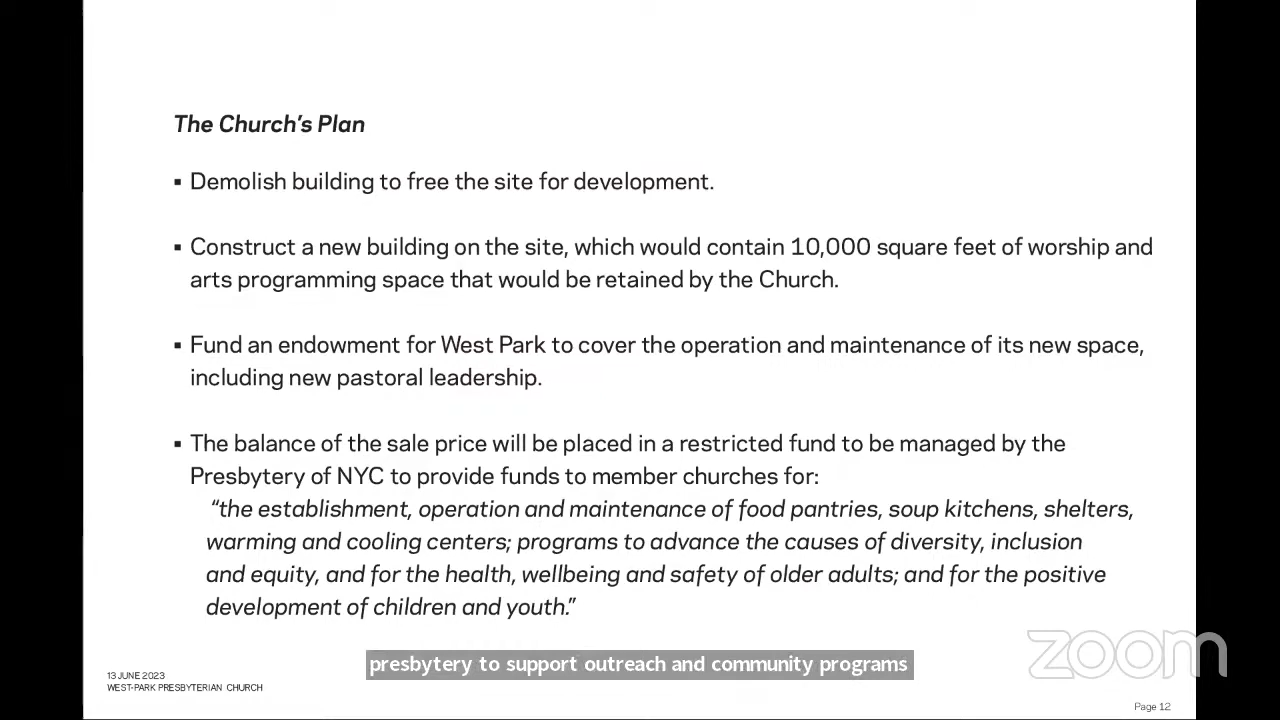 The Church's Plan
▪ Demolish building to free the site for development.
▪ Construct a new building on the site, which would contain 10,000 square feet of worship and
arts programming space that would be retained by the Church.
▪ Fund an endowment for West Park to cover the operation and maintenance of its new space,
including new pastoral leadership.
▪ The balance of the sale price will be placed in a restricted fund to be managed by the
Presbytery of NYC to provide funds to member churches for:
“the establishment, operation and maintenance of food pantries, soup kitchens, shelters,
warming and cooling centers; programs to advance the causes of diversity, inclusion
and equity, and for the health, wellbeing and safety of older adults; and for the positive
development of children and youth.”
presbytery to support outreach and community programs
zoom
13 JUNE 2023
WEST-PARK PRESBYTERIAN CHURCH
Page 12